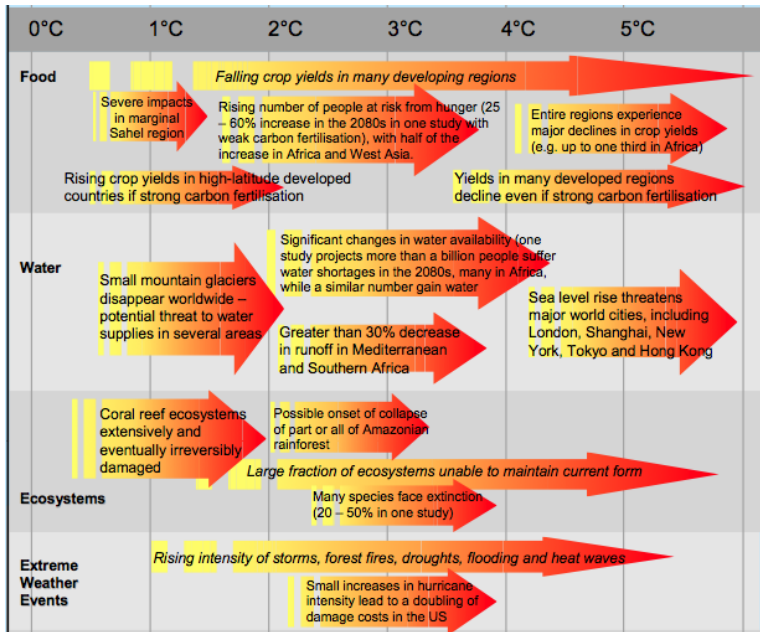 0°C 1°C 2°C 3°C 4°C 5°C
Food
Falling crop yields in many developing regions
Severe impacts
in marginal
Sahel region
Rising number of people at risk from hunger (25
– 60% increase in the 2080s in one study with
weak carbon fertilisation), with half of the
increase in Africa and West Asia.
Entire regions experience
major declines in crop yields
(e.g. up to one third in Africa)
Rising crop yields in high-latitude developed
countries if strong carbon fertilisation
Yields in many developed regions
decline even if strong carbon fertilisation
Water
Small mountain glaciers
disappear worldwide –
potential threat to water
supplies in several areas
Significant changes in water availability (one
study projects more than a billion people suffer
water shortages in the 2080s, many in Africa,
while a similar number gain water
Greater than 30% decrease
in runoff in Mediterranean
and Southern Africa
Sea level rise threatens
major world cities, including
London, Shanghai, New
York, Tokyo and Hong Kong
Ecosystems
Coral reef ecosystems
extensively and
eventually irreversibly
damaged
Possible onset of collapse
of part or all of Amazonian
rainforest
Large fraction of ecosystems unable to maintain current form
Many species face extinction
(20 – 50% in one study)
Extreme
Weather
Events
Rising intensity of storms, forest fires, droughts, flooding and heat waves
Small increases in hurricane
intensity lead to a doubling of
damage costs in the US